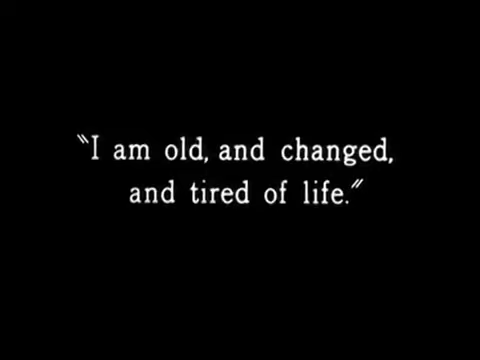 "I am old, and changed,
and tired of life."